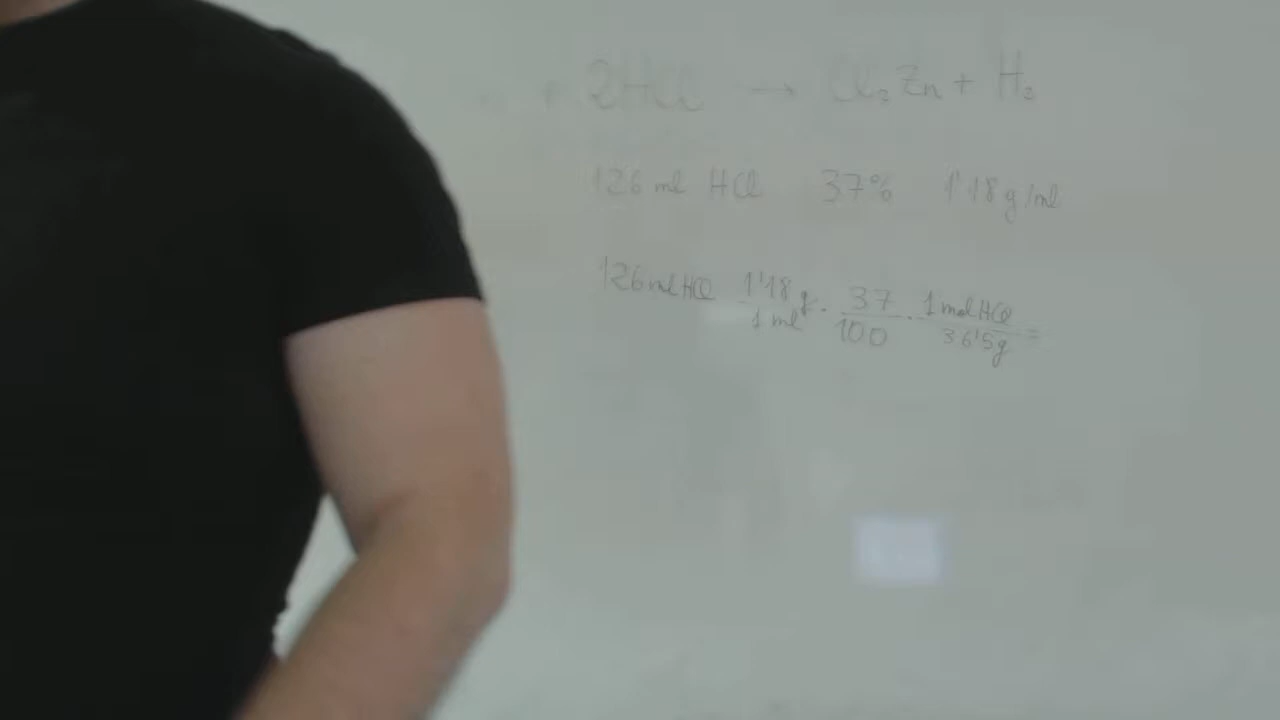 + 2HCl → Cl₂Zn + H₂
126 ml HCl 37% 1'18 g/ml
126 ml HCl 1'18 g / 1 ml · 37 / 100 · 1 mol HCl / 36'5 g =